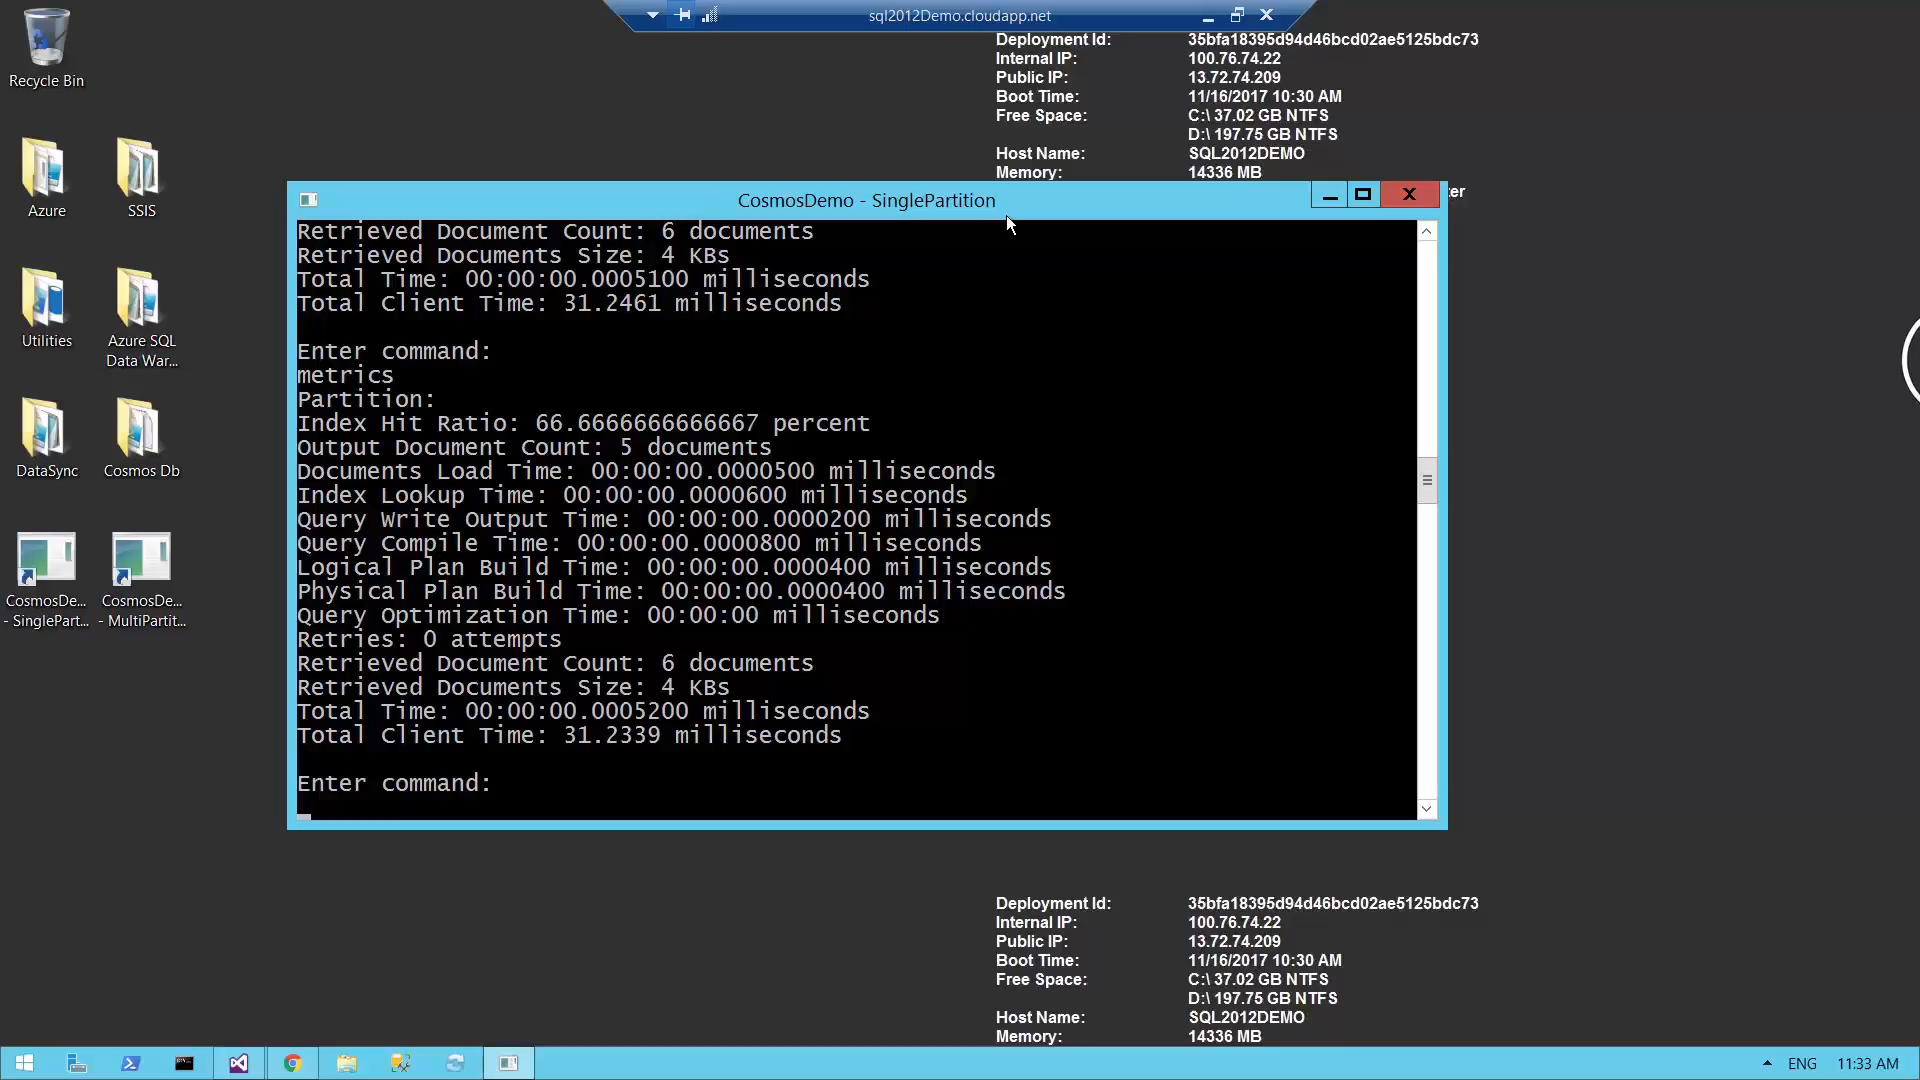 sql2012Demo.cloudapp.net
Recycle Bin
Azure
SSIS
Utilities
Azure SQL
Data War...
DataSync
Cosmos Db
CosmosDe...
- SinglePart...
CosmosDe...
- MultiPartit...
Deployment Id: 35bfa18395d94d46bcd02ae5125bdc73
Internal IP: 100.76.74.22
Public IP: 13.72.74.209
Boot Time: 11/16/2017 10:30 AM
Free Space: C:\ 37.02 GB NTFS
D:\ 197.75 GB NTFS
Host Name: SQL2012DEMO
Memory: 14336 MB
ter
CosmosDemo - SinglePartition
Retrieved Document Count: 6 documents
Retrieved Documents Size: 4 KBs
Total Time: 00:00:00.0005100 milliseconds
Total Client Time: 31.2461 milliseconds
Enter command:
metrics
Partition:
Index Hit Ratio: 66.6666666666667 percent
Output Document Count: 5 documents
Documents Load Time: 00:00:00.0000500 milliseconds
Index Lookup Time: 00:00:00.0000600 milliseconds
Query Write Output Time: 00:00:00.0000200 milliseconds
Query Compile Time: 00:00:00.0000800 milliseconds
Logical Plan Build Time: 00:00:00.0000400 milliseconds
Physical Plan Build Time: 00:00:00.0000400 milliseconds
Query Optimization Time: 00:00:00 milliseconds
Retries: 0 attempts
Retrieved Document Count: 6 documents
Retrieved Documents Size: 4 KBs
Total Time: 00:00:00.0005200 milliseconds
Total Client Time: 31.2339 milliseconds
Enter command:
Deployment Id: 35bfa18395d94d46bcd02ae5125bdc73
Internal IP: 100.76.74.22
Public IP: 13.72.74.209
Boot Time: 11/16/2017 10:30 AM
Free Space: C:\ 37.02 GB NTFS
D:\ 197.75 GB NTFS
Host Name: SQL2012DEMO
Memory: 14336 MB
ENG 11:33 AM